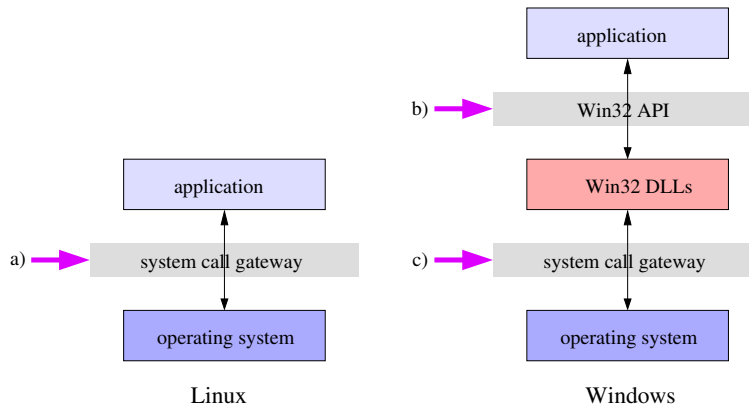 application
b)
Win32 API
application
Win32 DLLs
a)
system call gateway
c)
system call gateway
operating system
operating system
Linux
Windows